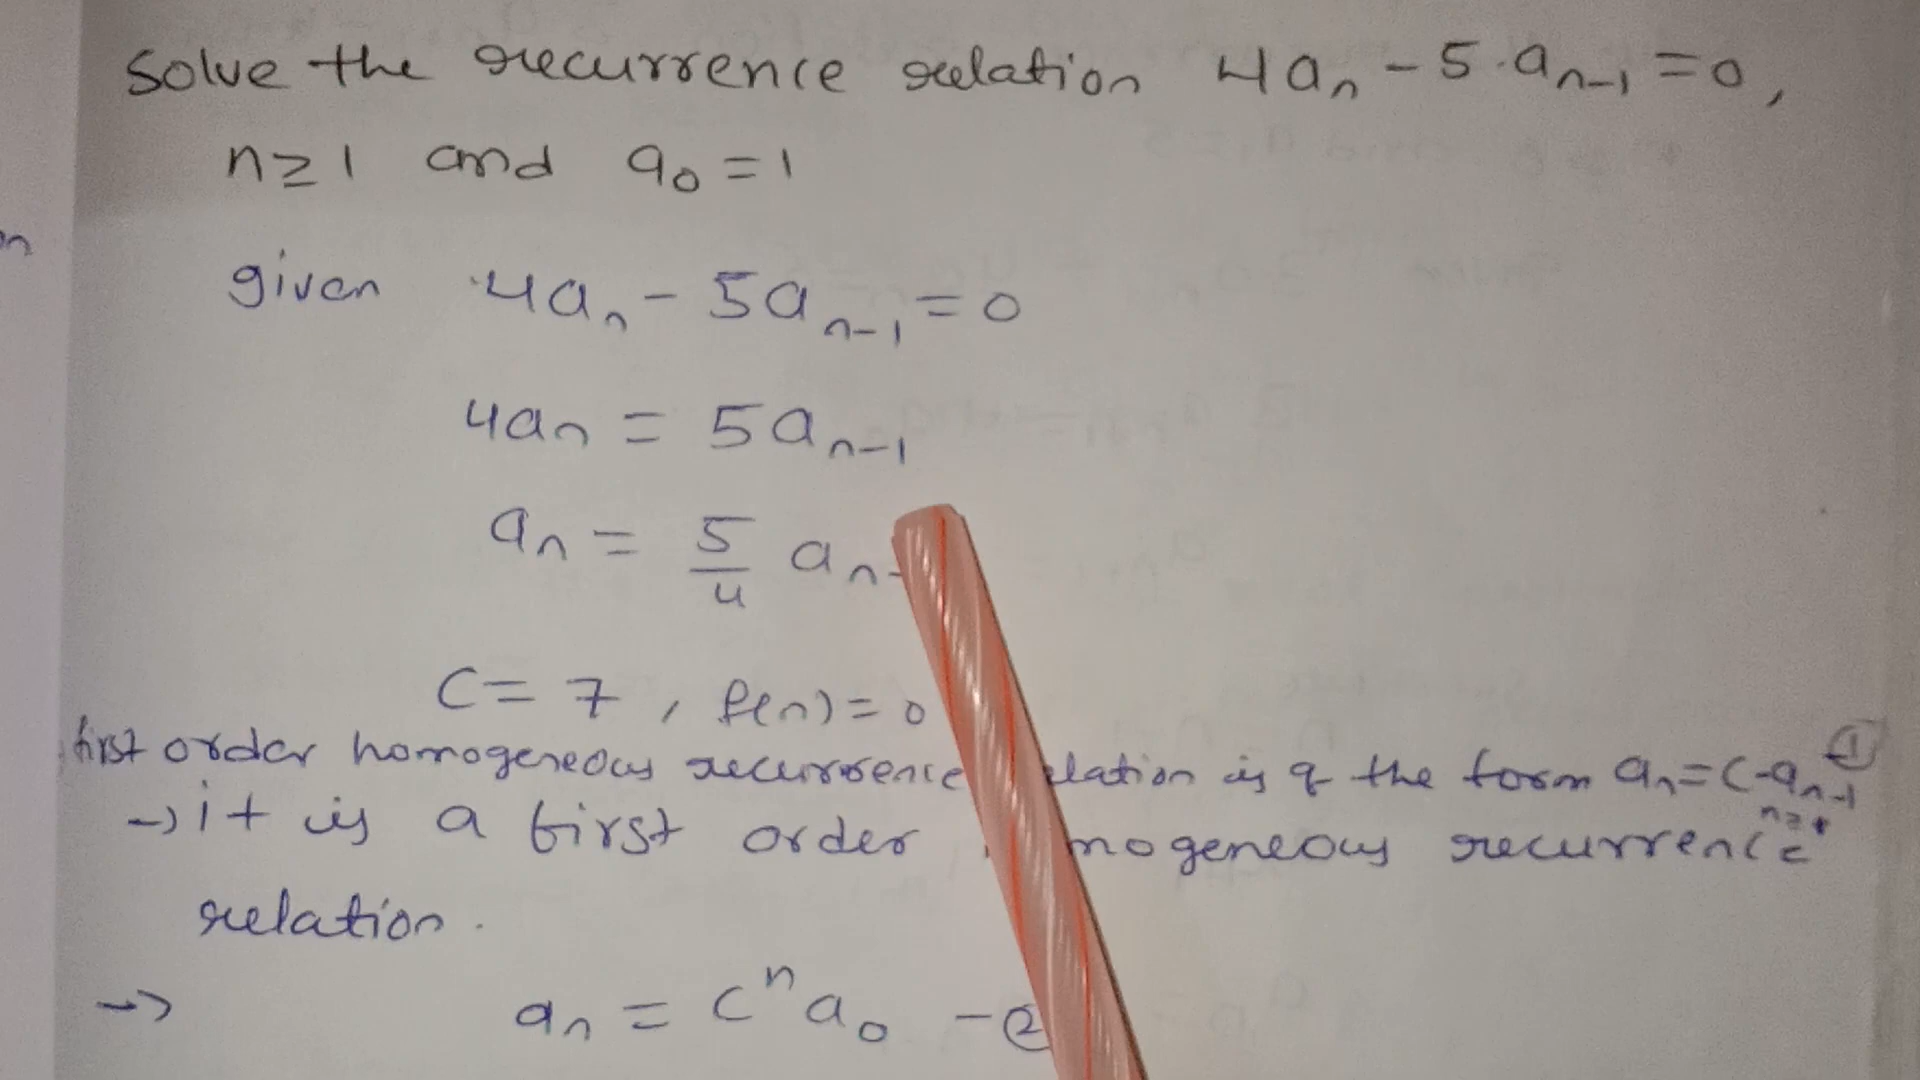 Solve the recurrence relation 4aₙ - 5·aₙ₋₁ = 0,
n ≥ 1 and a₀ = 1
n
given 4aₙ - 5aₙ₋₁ = 0
4aₙ = 5aₙ₋₁
aₙ = 5/4 aₙ₋
C = 7, f(n) = 0
first order homogeneous recurrence lation is of the form aₙ = C·aₙ₋₁ ①
n ≥ 1
→ it is a first order mogeneous recurrence
relation.
→ aₙ = Cⁿ a₀ - ②